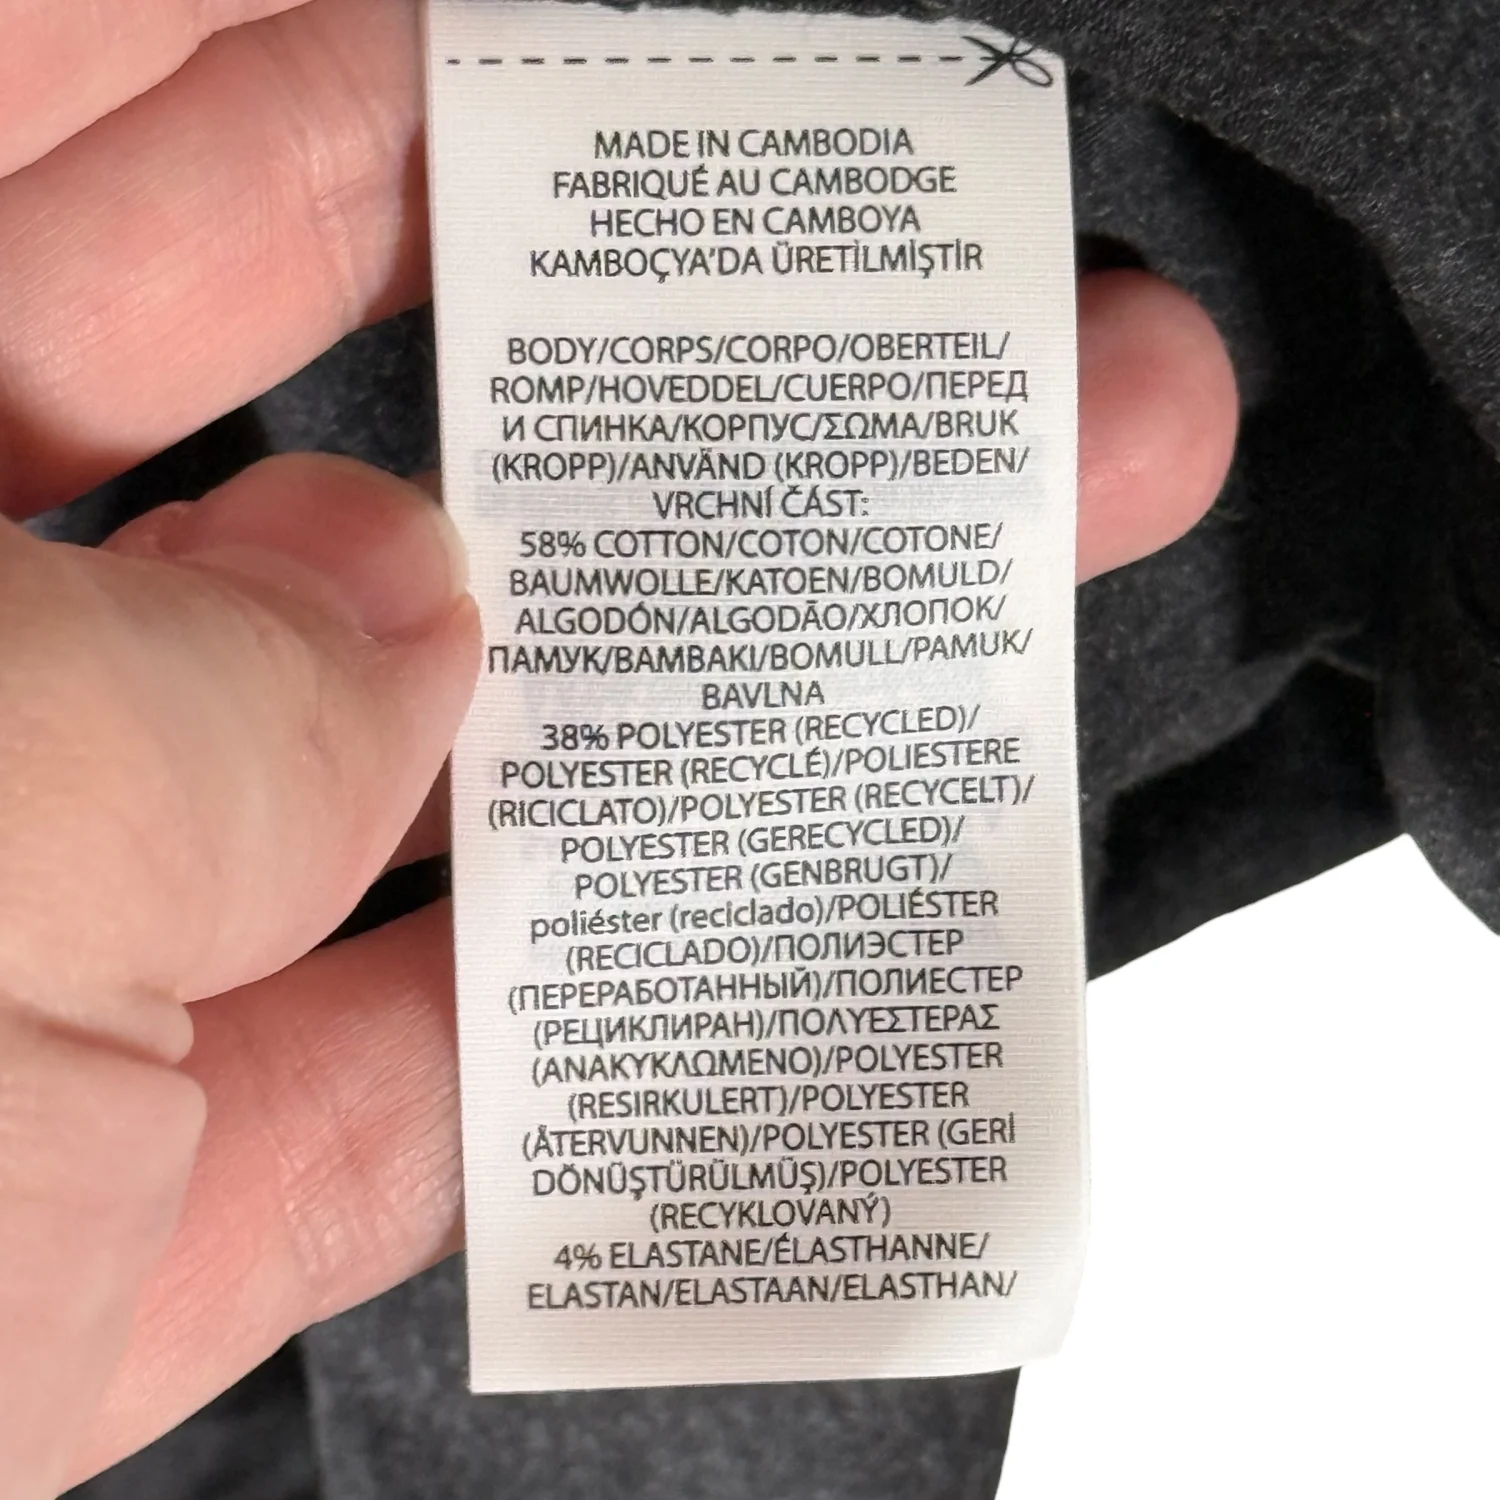 MADE IN CAMBODIA
FABRIQUÉ AU CAMBODGE
HECHO EN CAMBOYA
KAMBOÇYA'DA ÜRETİLMİŞTİR
BODY/CORPS/CORPO/OBERTEIL/
ROMP/HOVEDDEL/CUERPO/ПЕРЕД
И СПИНКА/КОРПУС/ΣΩΜΑ/BRUK
(KROPP)/ANVÄND (KROPP)/BEDEN/
VRCHNÍ ČÁST:
58% COTTON/COTON/COTONE/
BAUMWOLLE/KATOEN/BOMULD/
ALGODÓN/ALGODÃO/ХЛОПОК/
ПАМУК/ΒΑΜΒΑΚΙ/BOMULL/PAMUK/
BAVLNA
38% POLYESTER (RECYCLED)/
POLYESTER (RECYCLÉ)/POLIESTERE
(RICICLATO)/POLYESTER (RECYCELT)/
POLYESTER (GERECYCLED)/
POLYESTER (GENBRUGT)/
poliéster (reciclado)/POLIÉSTER
(RECICLADO)/ПОЛИЭСТЕР
(ПЕРЕРАБОТАННЫЙ)/ПОЛИЕСТЕР
(РЕЦИКЛИРАН)/ΠΟΛΥΕΣΤΕΡΑΣ
(ΑΝΑΚΥΚΛΩΜΕΝΟ)/POLYESTER
(RESIRKULERT)/POLYESTER
(ÅTERVUNNEN)/POLYESTER (GERİ
DÖNÜŞTÜRÜLMÜŞ)/POLYESTER
(RECYKLOVANÝ)
4% ELASTANE/ÉLASTHANNE/
ELASTAN/ELASTAAN/ELASTHAN/